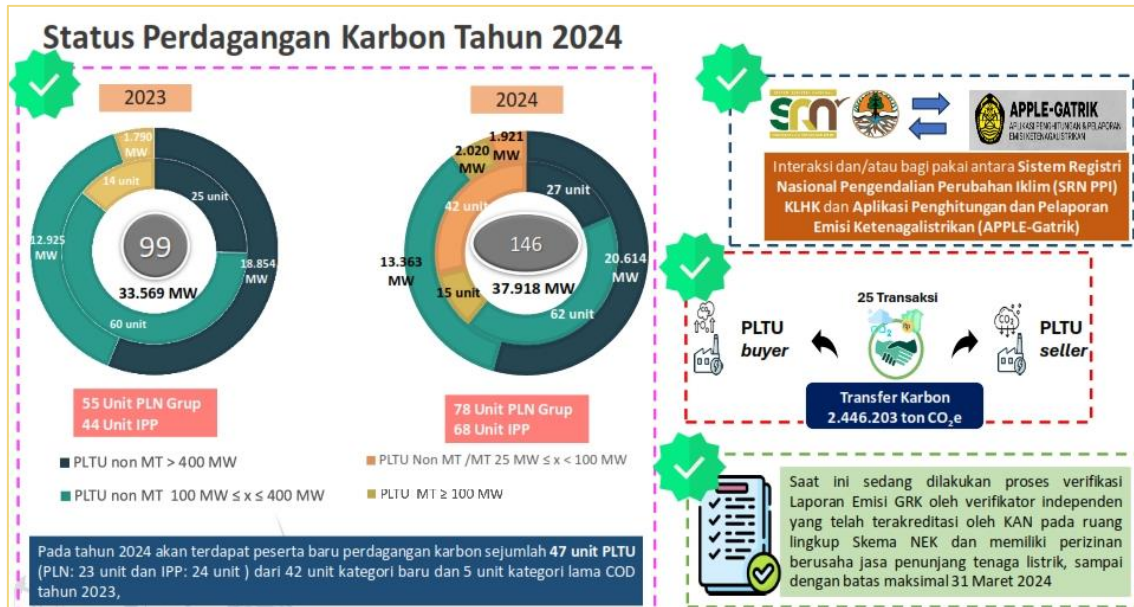 Status Perdagangan Karbon Tahun 2024
2023
1.790
MW
14 unit
25 unit
12.925
MW
99
18.854
MW
33.569 MW
60 unit
55 Unit PLN Grup
44 Unit IPP
2024
1.921
MW
2.020
MW
27 unit
42 unit
146
13.363
MW
20.614
MW
37.918 MW
15 unit
62 unit
78 Unit PLN Grup
68 Unit IPP
PLTU non MT > 400 MW
PLTU Non MT /MT 25 MW ≤ x < 100 MW
PLTU non MT 100 MW ≤ x ≤ 400 MW
PLTU MT ≥ 100 MW
Pada tahun 2024 akan terdapat peserta baru perdagangan karbon sejumlah 47 unit PLTU
(PLN: 23 unit dan IPP: 24 unit ) dari 42 unit kategori baru dan 5 unit kategori lama COD
tahun 2023,
SRN
APPLE-GATRIK
APLIKASI PENGHITUNGAN & PELAPORAN
EMISI KETENAGALISTRIKAN
Interaksi dan/atau bagi pakai antara Sistem Registri
Nasional Pengendalian Perubahan Iklim (SRN PPI)
KLHK dan Aplikasi Penghitungan dan Pelaporan
Emisi Ketenagalistrikan (APPLE-Gatrik)
25 Transaksi
PLTU
buyer
PLTU
seller
Transfer Karbon
2.446.203 ton CO₂e
Saat ini sedang dilakukan proses verifikasi
Laporan Emisi GRK oleh verifikator independen
yang telah terakreditasi oleh KAN pada ruang
lingkup Skema NEK dan memiliki perizinan
berusaha jasa penunjang tenaga listrik, sampai
dengan batas maksimal 31 Maret 2024